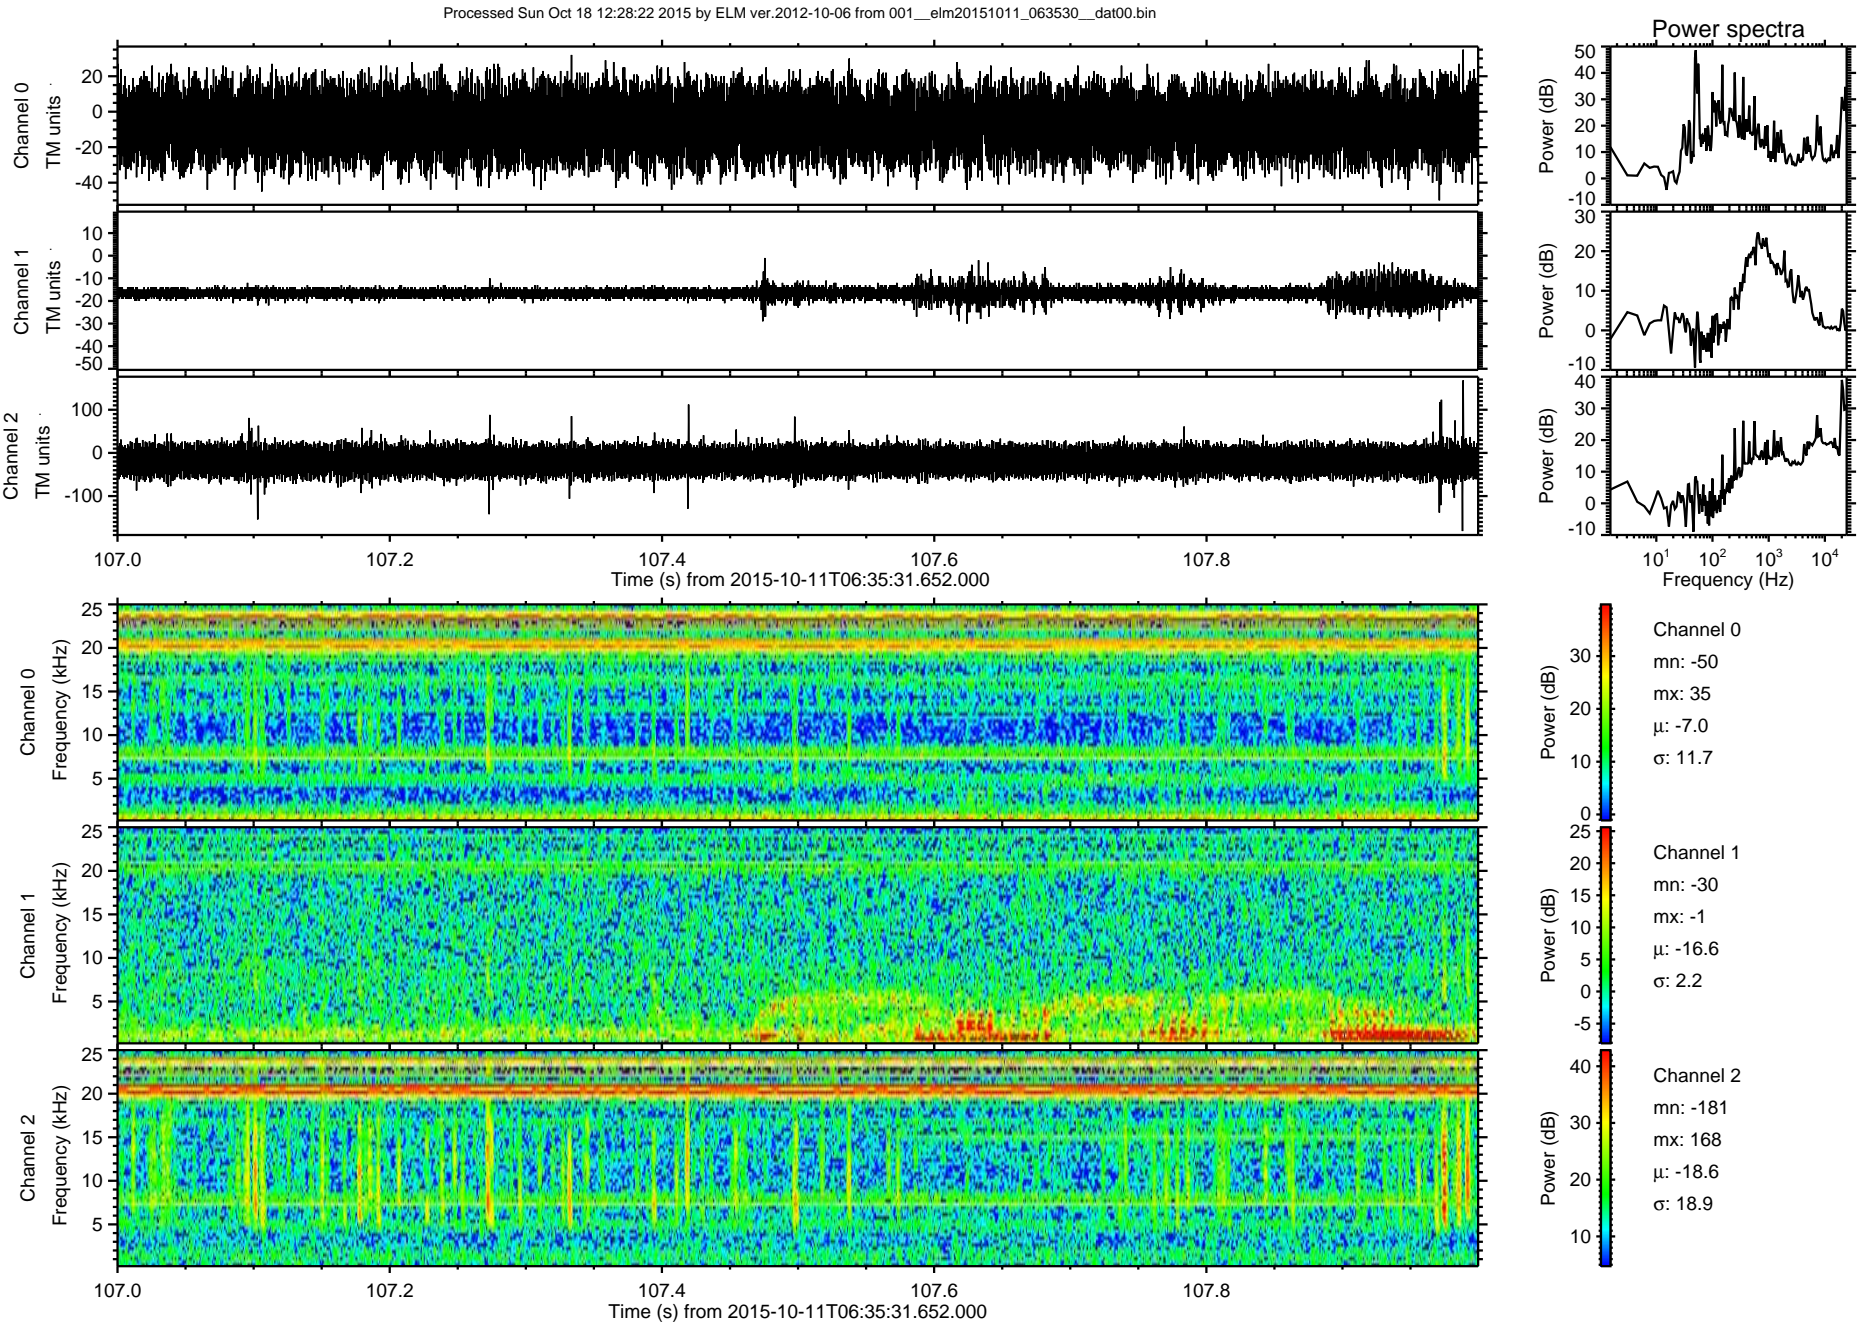 Processed Sun Oct 18 12:28:22 2015 by ELM ver.2012-10-06 from 001__elm20151011_063530__dat00.bin
Power spectra
Channel 0
TM units
20
0
-20
-40
Power (dB)
50
40
30
20
10
0
-10
Channel 1
TM units
10
0
-10
-20
-30
-40
-50
Power (dB)
30
20
10
0
-10
Channel 2
TM units
100
0
-100
Power (dB)
40
30
20
10
0
-10
107.0 107.2 107.4 107.6 107.8
Time (s) from 2015-10-11T06:35:31.652.000
10¹ 10² 10³ 10⁴
Frequency (Hz)
Channel 0
Frequency (kHz)
25
20
15
10
5
Power (dB)
30
20
10
0
Channel 0
mn: -50
mx: 35
μ: -7.0
σ: 11.7
Channel 1
Frequency (kHz)
25
20
15
10
5
Power (dB)
25
20
15
10
5
0
-5
Channel 1
mn: -30
mx: -1
μ: -16.6
σ: 2.2
Channel 2
Frequency (kHz)
25
20
15
10
5
Power (dB)
40
30
20
10
Channel 2
mn: -181
mx: 168
μ: -18.6
σ: 18.9
107.0 107.2 107.4 107.6 107.8
Time (s) from 2015-10-11T06:35:31.652.000